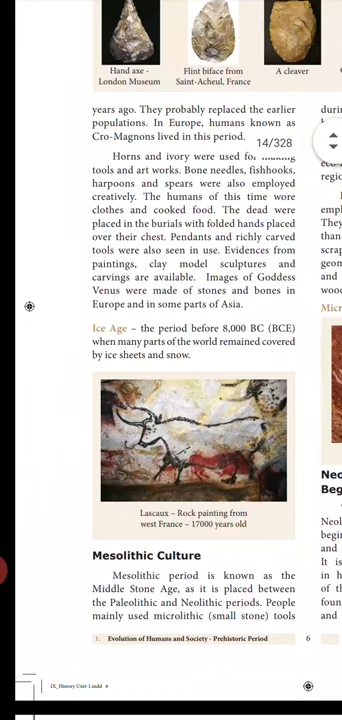 Hand axe -
London Museum
Flint biface from
Saint-Acheul, France
A cleaver
years ago. They probably replaced the earlier
populations. In Europe, humans known as
Cro-Magnons lived in this period.
14/328
Horns and ivory were used for making
tools and art works. Bone needles, fishhooks,
harpoons and spears were also employed
creatively. The humans of this time wore
clothes and cooked food. The dead were
placed in the burials with folded hands placed
over their chest. Pendants and richly carved
tools were also seen in use. Evidences from
paintings, clay model sculptures and
carvings are available. Images of Goddess
Venus were made of stones and bones in
Europe and in some parts of Asia.
Ice Age – the period before 8,000 BC (BCE)
when many parts of the world remained covered
by ice sheets and snow.
Lascaux – Rock painting from
west France – 17000 years old
Mesolithic Culture
Mesolithic period is known as the
Middle Stone Age, as it is placed between
the Paleolithic and Neolithic periods. People
mainly used microlithic (small stone) tools
1. Evolution of Humans and Society - Prehistoric Period
6
IX_History Unit-1.indd 6
They
than
and
and